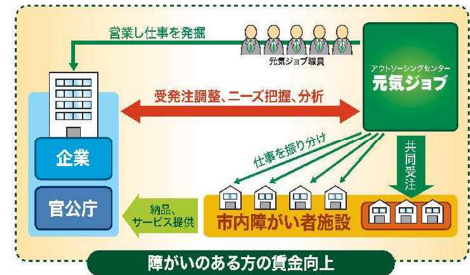 営業し仕事を発掘
元気ジョブ職員
アウトソーシングセンター
元気ジョブ
受発注調整、ニーズ把握、分析
企業
官公庁
仕事を振り分け
共同受注
納品、
サービス提供
市内障がい者施設
障がいのある方の賃金向上